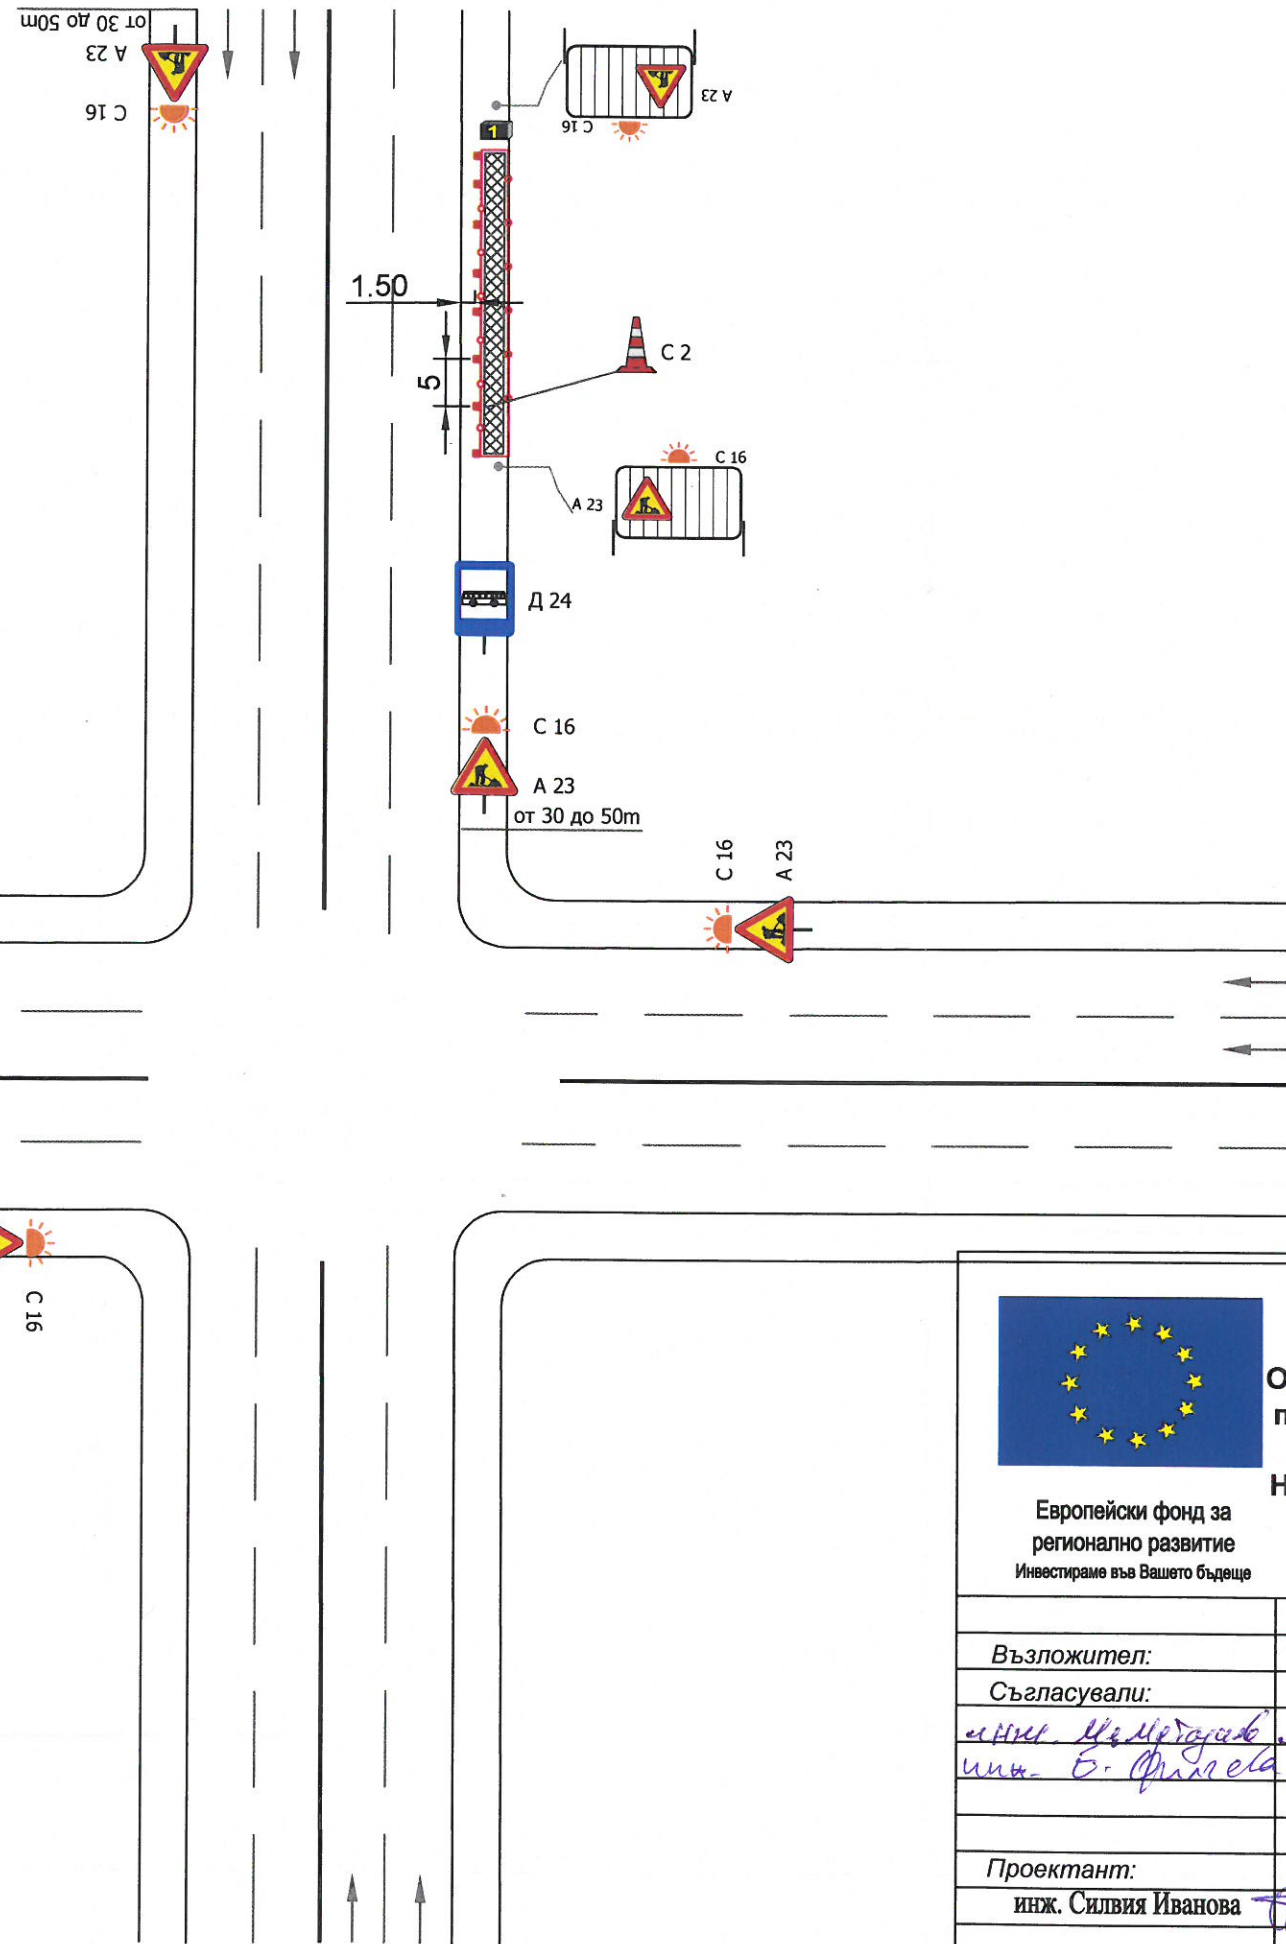 от 30 до 50m
А 23
С 16
А 23
С 16
1
1.50
С 2
5
С 16
А 23
Д 24
С 16
А 23
от 30 до 50m
С 16
А 23
С 16
Европейски фонд за
регионално развитие
Инвестираме във Вашето бъдеще
Възложител:
Съгласували:
инж.
Проектант:
инж. Силвия Иванова